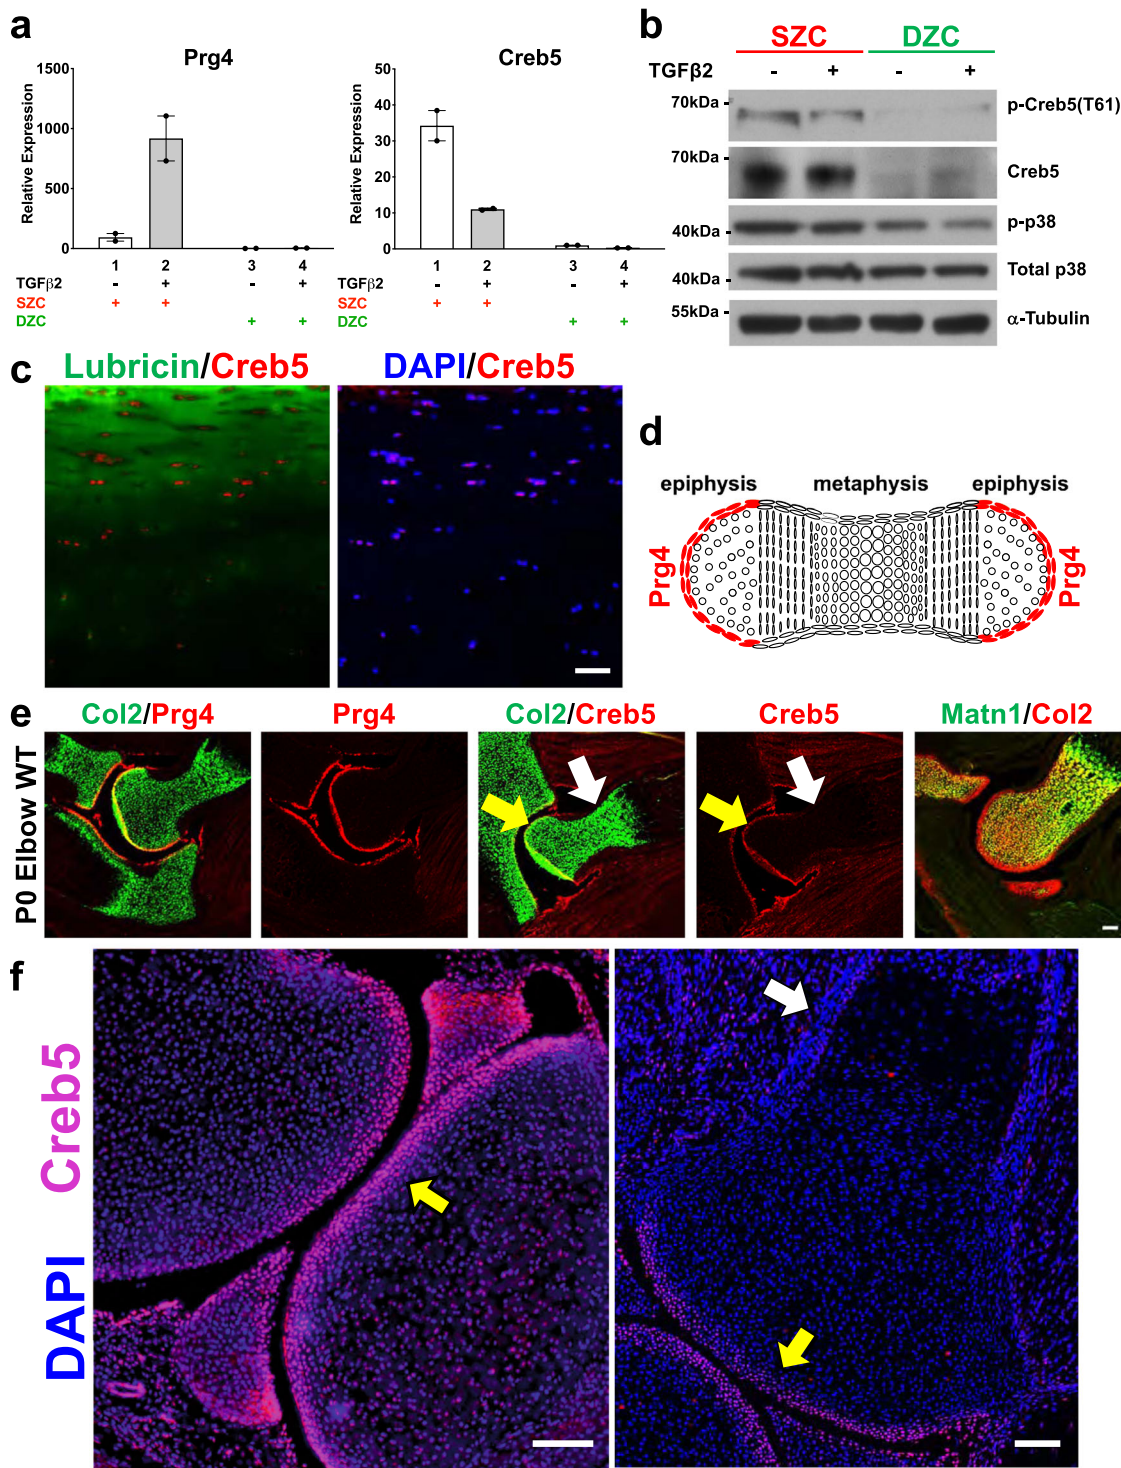 a
Prg4
Relative Expression
1500
1000
500
0
1 2 3 4
TGFβ2 - + - +
SZC + +
DZC + +
Creb5
Relative Expression
40
30
20
10
0
1 2 3 4
TGFβ2 - + - +
SZC + +
DZC + +
b
SZC DZC
TGFβ2 - + - +
70kDa p-Creb5(T61)
70kDa Creb5
40kDa p-p38
40kDa Total p38
55kDa α-Tubulin
c
Lubricin/Creb5 DAPI/Creb5
d
epiphysis metaphysis epiphysis
Prg4 Prg4
e
Col2/Prg4 Prg4 Col2/Creb5 Creb5 Matn1/Col2
P0 Elbow WT
f
DAPI Creb5